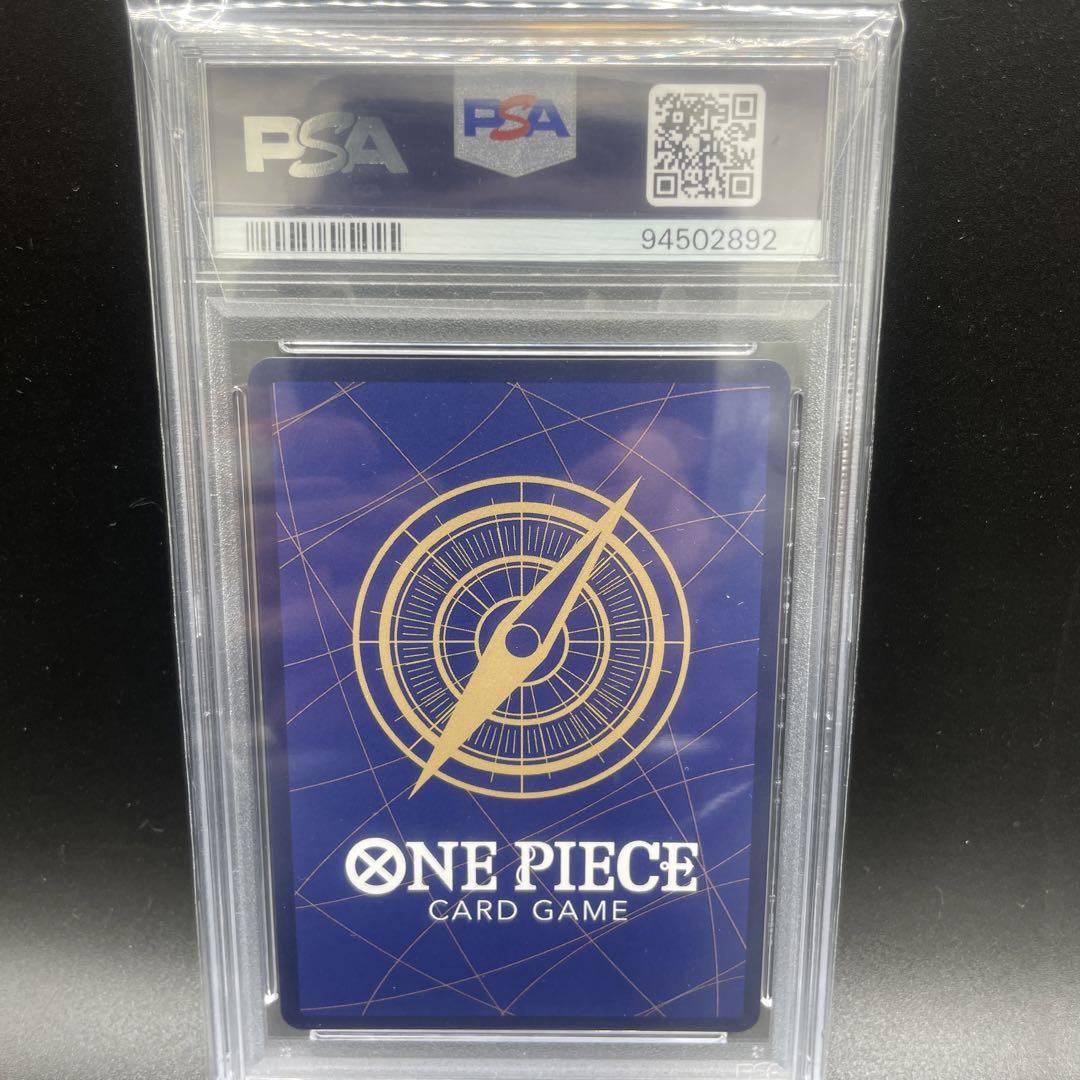 PSA
PSA
94502892
ONE PIECE
CARD GAME